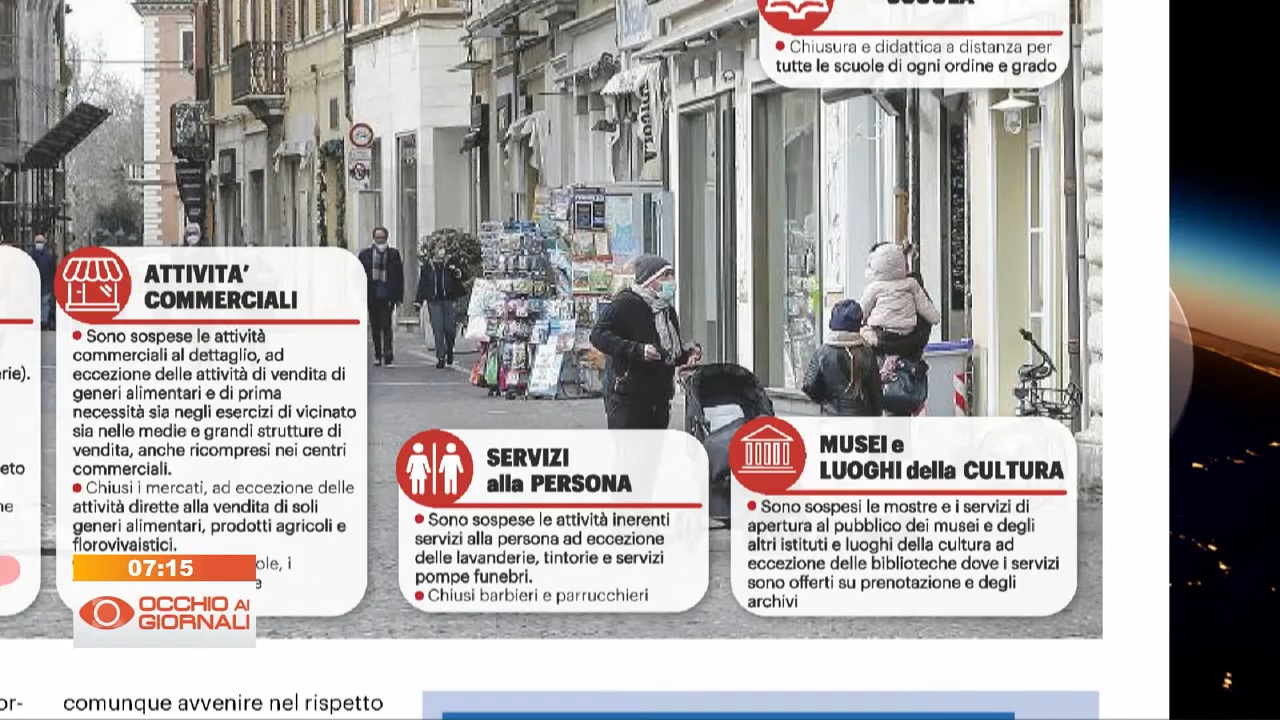 SCUOLA
• Chiusura e didattica a distanza per
tutte le scuole di ogni ordine e grado
ATTIVITA'
COMMERCIALI
• Sono sospese le attività
commerciali al dettaglio, ad
eccezione delle attività di vendita di
generi alimentari e di prima
necessità sia negli esercizi di vicinato
sia nelle medie e grandi strutture di
vendita, anche ricompresi nei centri
commerciali.
• Chiusi i mercati, ad eccezione delle
attività dirette alla vendita di soli
generi alimentari, prodotti agricoli e
florovivaistici.
ole, i
SERVIZI
alla PERSONA
• Sono sospese le attività inerenti
servizi alla persona ad eccezione
delle lavanderie, tintorie e servizi
pompe funebri.
• Chiusi barbieri e parrucchieri
MUSEI e
LUOGHI della CULTURA
• Sono sospesi le mostre e i servizi di
apertura al pubblico dei musei e degli
altri istituti e luoghi della cultura ad
eccezione delle biblioteche dove i servizi
sono offerti su prenotazione e degli
archivi
rie).
eto
ne
07:15
OCCHIO AI
GIORNALI
or-
comunque avvenire nel rispetto